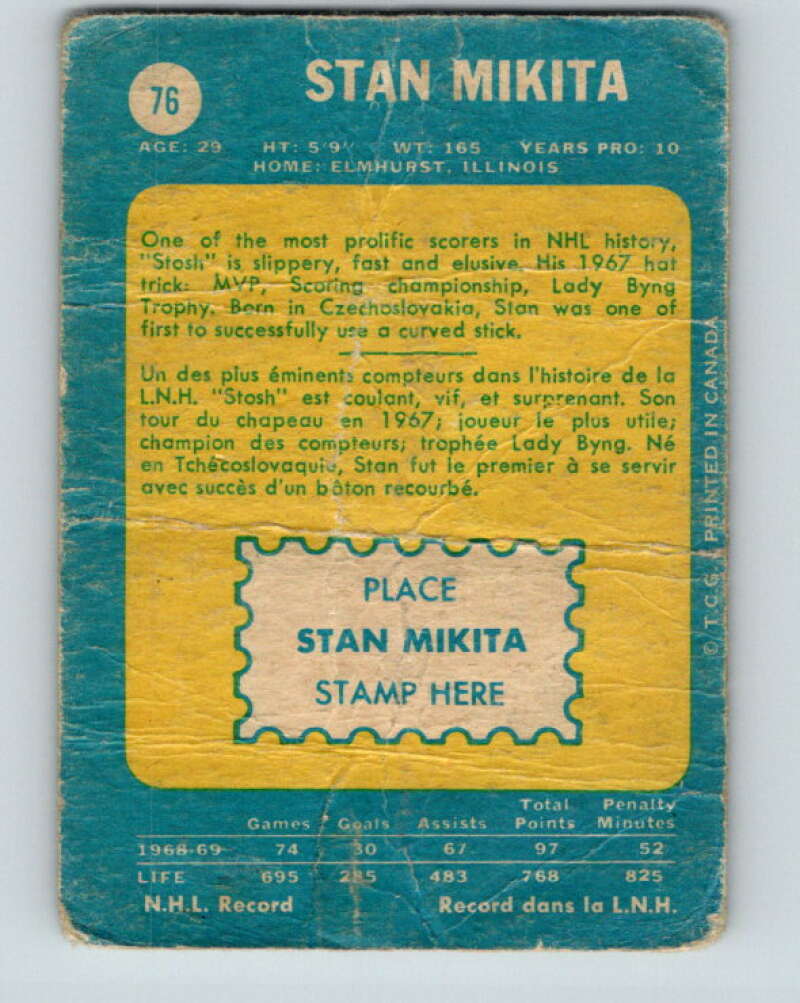 76
STAN MIKITA
AGE: 29 HT: 5'9" WT: 165 YEARS PRO: 10
HOME: ELMHURST, ILLINOIS
One of the most prolific scorers in NHL history,
"Stosh" is slippery, fast and elusive. His 1967 hat
trick: MVP, Scoring championship, Lady Byng
Trophy. Born in Czechoslovakia, Stan was one of
first to successfully use a curved stick.
Un des plus éminents compteurs dans l'histoire de la
L.N.H. "Stosh" est coulant, vif, et surprenant. Son
tour du chapeau en 1967; joueur le plus utile;
champion des compteurs; trophée Lady Byng. Né
en Tchécoslovaquie, Stan fut le premier à se servir
avec succès d'un bâton recourbé.
PLACE
STAN MIKITA
STAMP HERE
© T.C.G. PRINTED IN CANADA
Total Penalty
Games Goals Assists Points Minutes
1968-69 74 30 67 97 52
LIFE 695 285 483 768 825
N.H.L. Record Record dans la L.N.H.